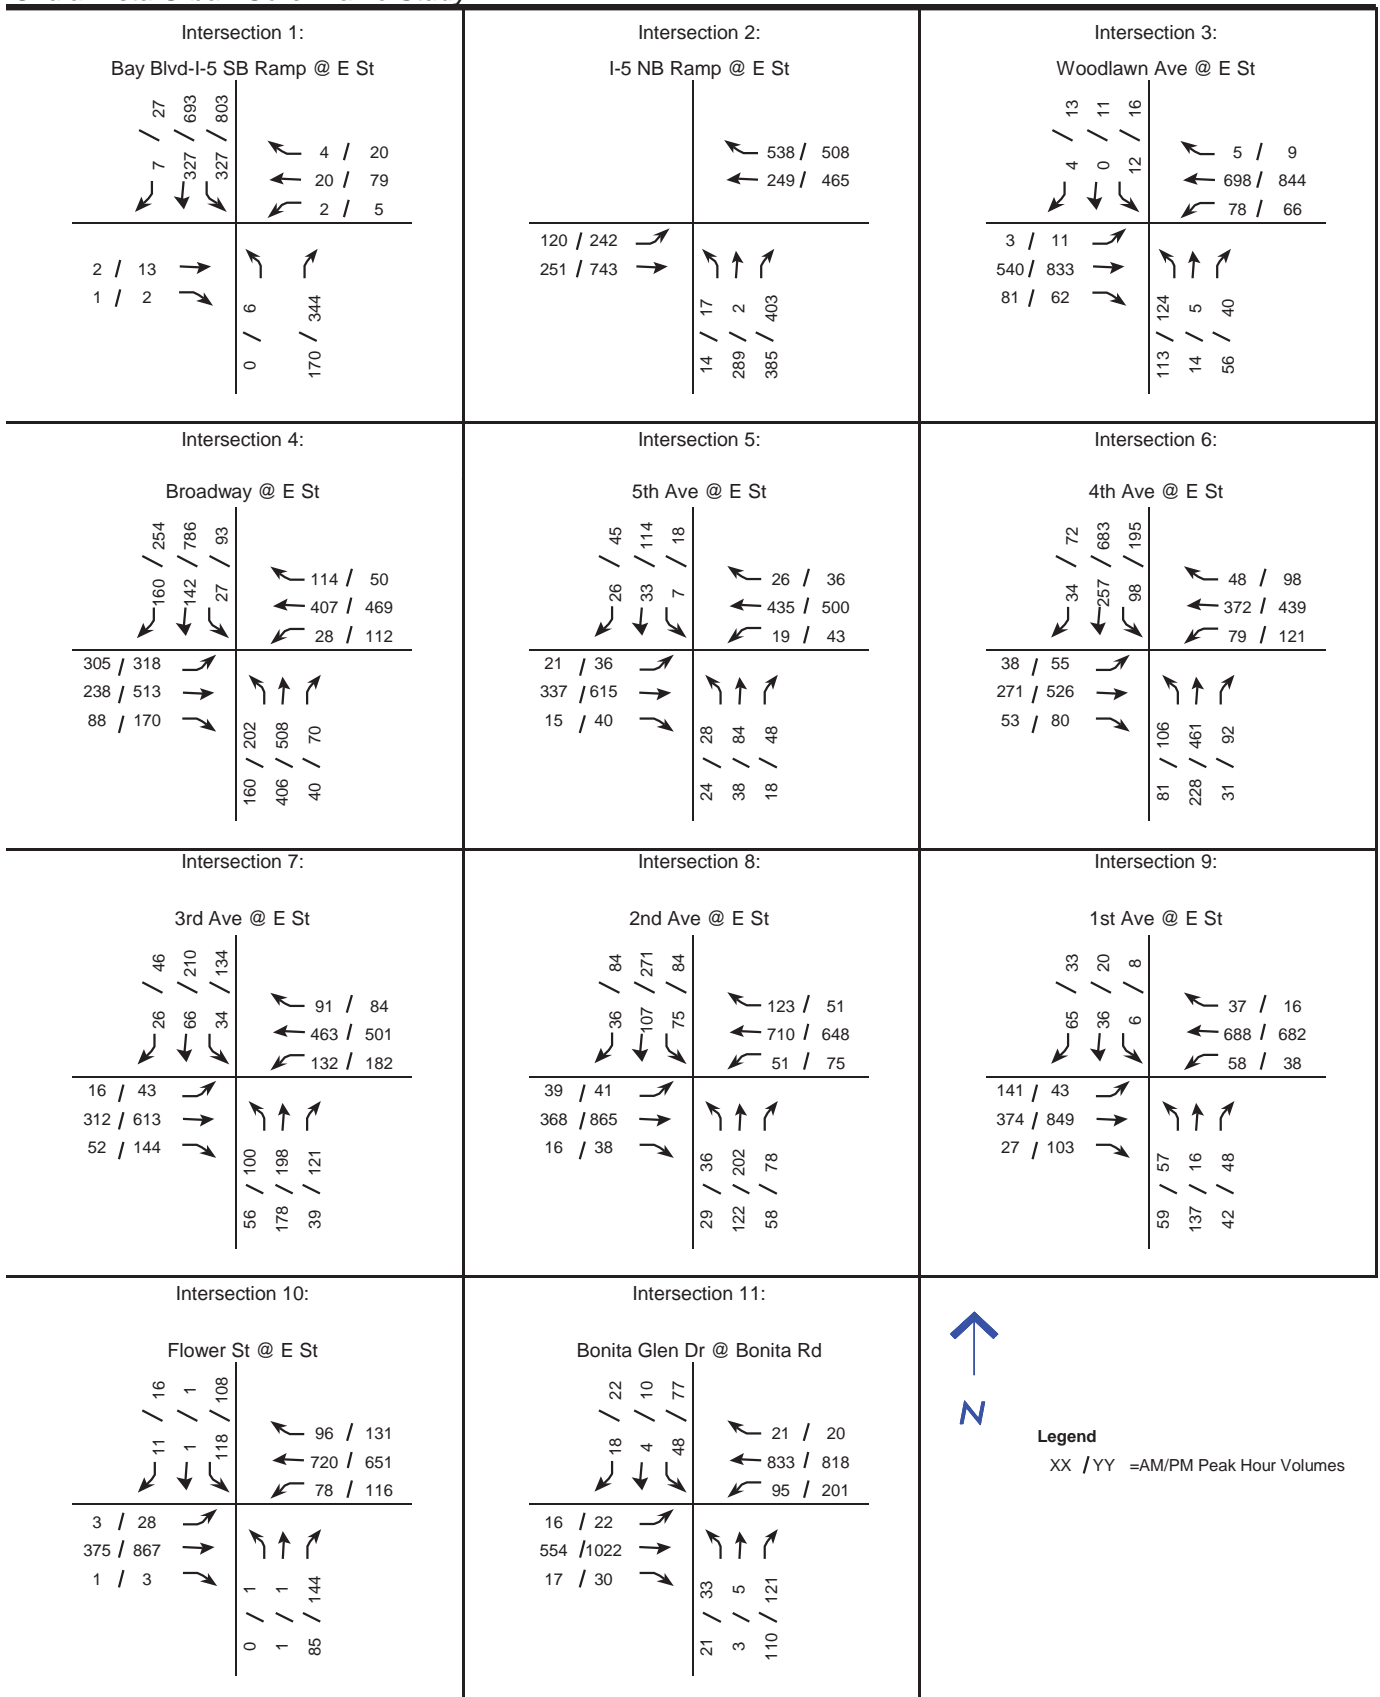 Intersection 1:
Bay Blvd-I-5 SB Ramp @ E St
27 693 803
7 327 327
4 / 20
20 / 79
2 / 5
2 / 13
1 / 2
6 344
0 170
Intersection 2:
I-5 NB Ramp @ E St
538 / 508
249 / 465
120 / 242
251 / 743
17 2 403
14 289 385
Intersection 3:
Woodlawn Ave @ E St
13 11 16
4 0 12
5 / 9
698 / 844
78 / 66
3 / 11
540 / 833
81 / 62
124 5 40
113 14 56
Intersection 4:
Broadway @ E St
254 786 93
160 142 27
114 / 50
407 / 469
28 / 112
305 / 318
238 / 513
88 / 170
202 508 70
160 406 40
Intersection 5:
5th Ave @ E St
45 114 18
26 33 7
26 / 36
435 / 500
19 / 43
21 / 36
337 / 615
15 / 40
28 84 48
24 38 18
Intersection 6:
4th Ave @ E St
72 683 195
34 257 98
48 / 98
372 / 439
79 / 121
38 / 55
271 / 526
53 / 80
106 461 92
81 228 31
Intersection 7:
3rd Ave @ E St
46 210 134
26 66 34
91 / 84
463 / 501
132 / 182
16 / 43
312 / 613
52 / 144
100 198 121
56 178 39
Intersection 8:
2nd Ave @ E St
84 271 84
36 107 75
123 / 51
710 / 648
51 / 75
39 / 41
368 / 865
16 / 38
36 202 78
29 122 58
Intersection 9:
1st Ave @ E St
33 20 8
65 36 6
37 / 16
688 / 682
58 / 38
141 / 43
374 / 849
27 / 103
57 16 48
59 137 42
Intersection 10:
Flower St @ E St
16 1 108
11 1 118
96 / 131
720 / 651
78 / 116
3 / 28
375 / 867
1 / 3
1 1 144
0 1 85
Intersection 11:
Bonita Glen Dr @ Bonita Rd
22 10 77
18 4 48
21 / 20
833 / 818
95 / 201
16 / 22
554 / 1022
17 / 30
33 5 121
21 3 110
N
Legend
XX / YY =AM/PM Peak Hour Volumes